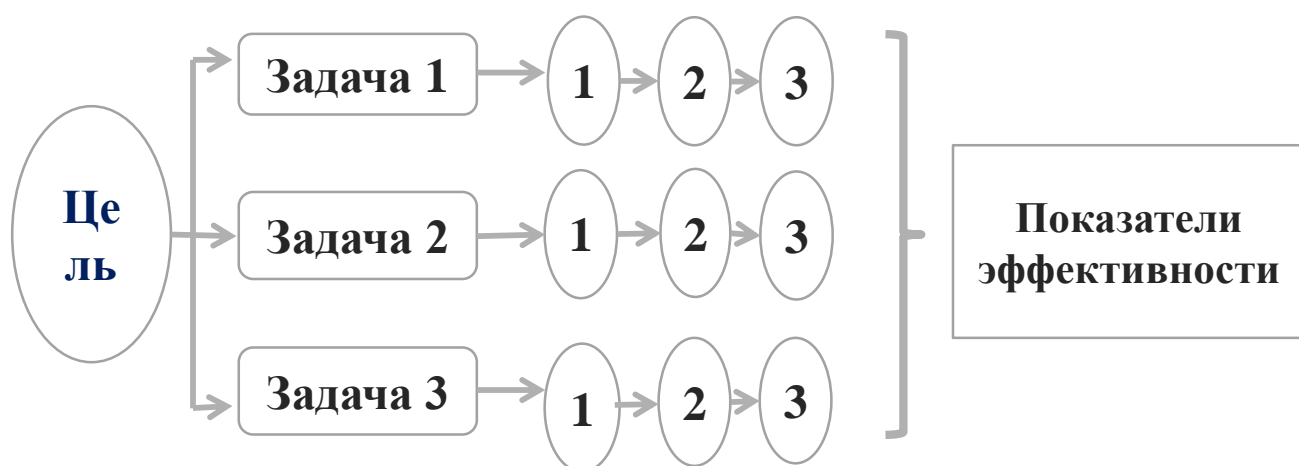 Це
ль
Задача 1
1
2
3
Задача 2
1
2
3
Задача 3
1
2
3
Показатели
эффективности